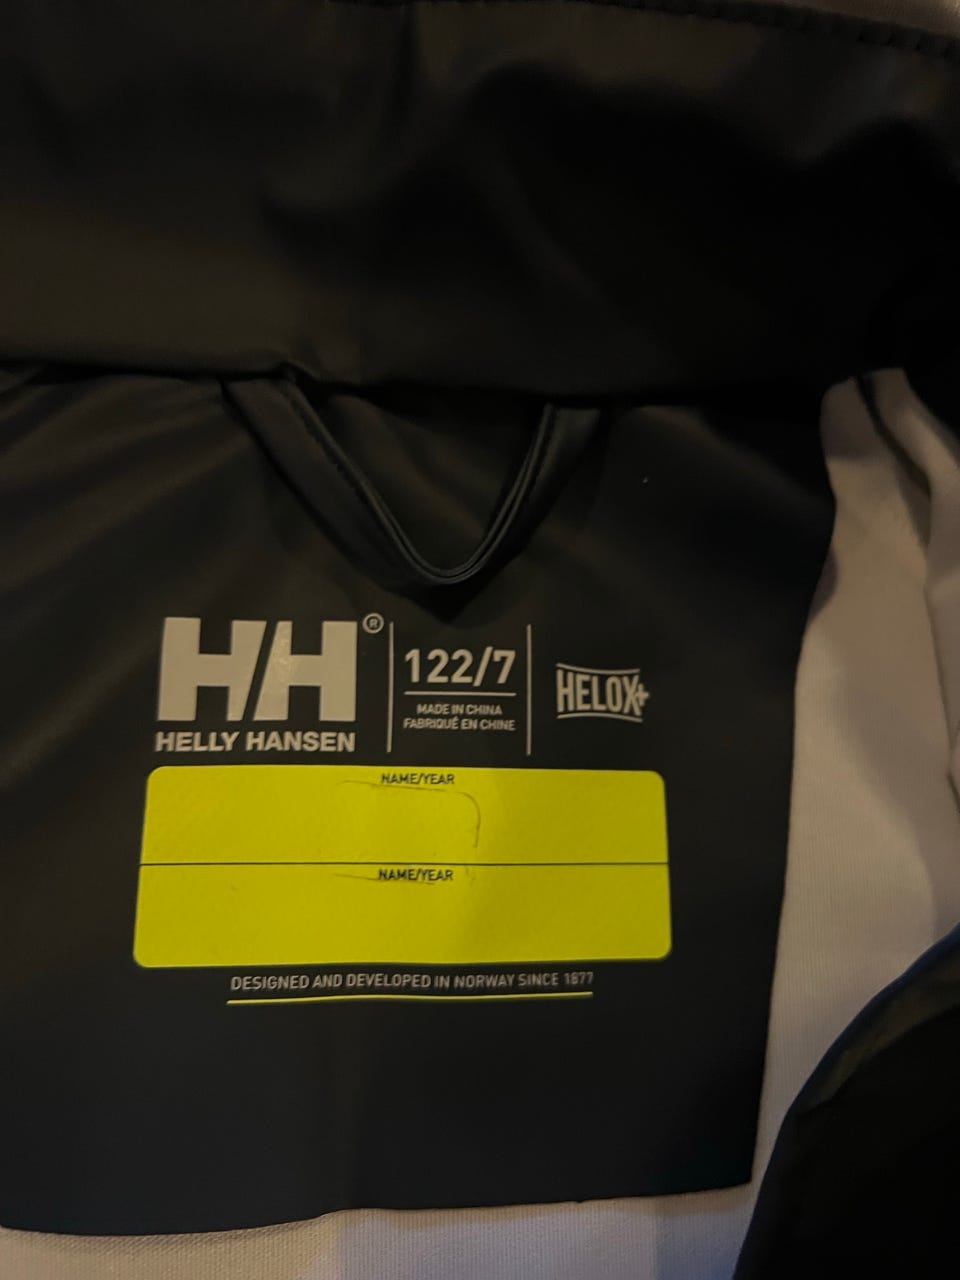 HH®
HELLY HANSEN
122/7
MADE IN CHINA
FABRIQUÉ EN CHINE
HELOX+
NAME/YEAR
NAME/YEAR
DESIGNED AND DEVELOPED IN NORWAY SINCE 1877